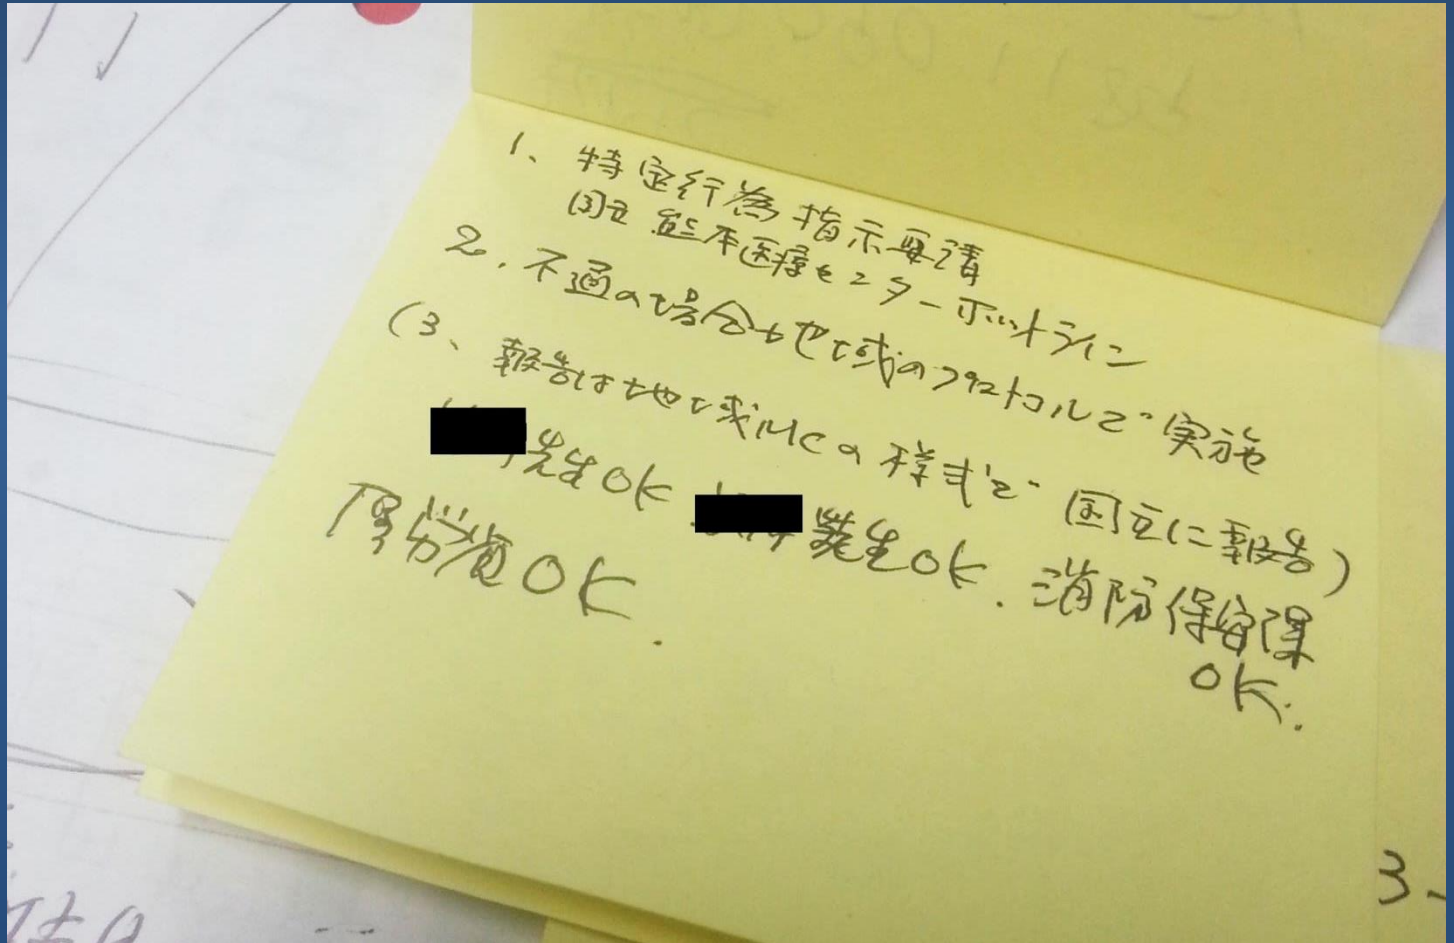 1、特定行為指示要請
国立熊本医療センターホットライン
2、不通の場合地域のプロトコルで実施
(3、報告は地域MCの様式で国立に報告)
先生OK 先生OK. 消防保安課
OK.
厚労省OK.
3-